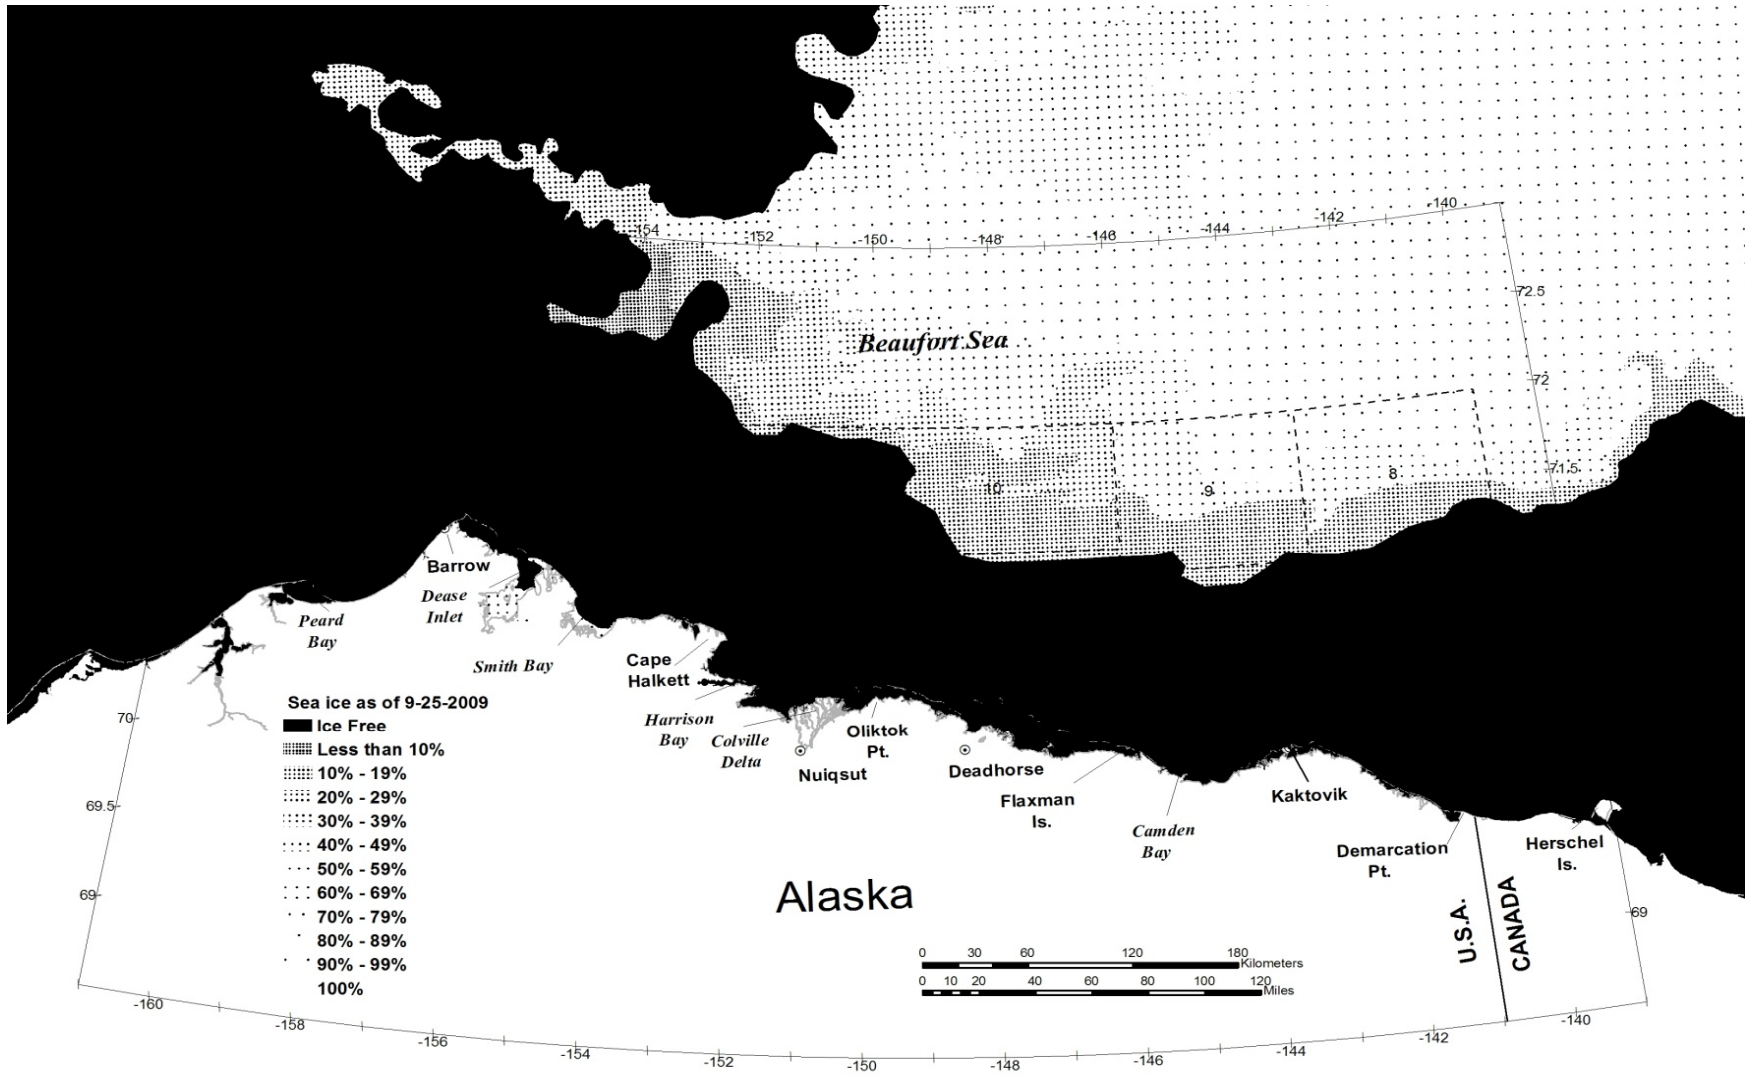 -140
-142
-144
-146
-148
-150
-152
-154
72.5
Beaufort Sea
72
71.5
8
9
10
Barrow
Dease
Inlet
Peard
Bay
Smith Bay
Cape
Halkett
Harrison
Bay
Colville
Delta
Oliktok
Pt.
Nuiqsut
Deadhorse
Flaxman
Is.
Camden
Bay
Kaktovik
Demarcation
Pt.
Herschel
Is.
Sea ice as of 9-25-2009
Ice Free
Less than 10%
10% - 19%
20% - 29%
30% - 39%
40% - 49%
50% - 59%
60% - 69%
70% - 79%
80% - 89%
90% - 99%
100%
70
69.5
69
Alaska
U.S.A.
CANADA
69
0 30 60 120 180
Kilometers
0 10 20 40 60 80 100 120
Miles
-160
-158
-156
-154
-152
-150
-148
-146
-144
-142
-140